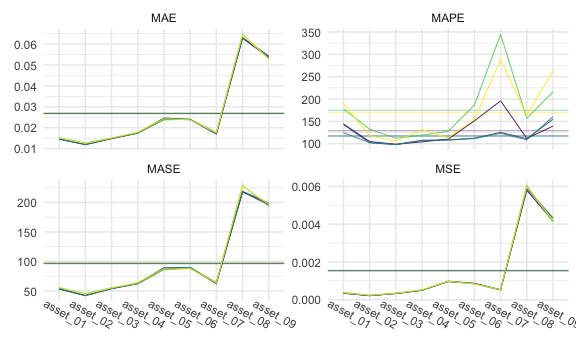 MAE
0.06
0.05
0.04
0.03
0.02
0.01
MAPE
350
300
250
200
150
100
MASE
200
150
100
50
asset_01
asset_02
asset_03
asset_04
asset_05
asset_06
asset_07
asset_08
asset_09
MSE
0.006
0.004
0.002
0.000
asset_01
asset_02
asset_03
asset_04
asset_05
asset_06
asset_07
asset_08
asset_09